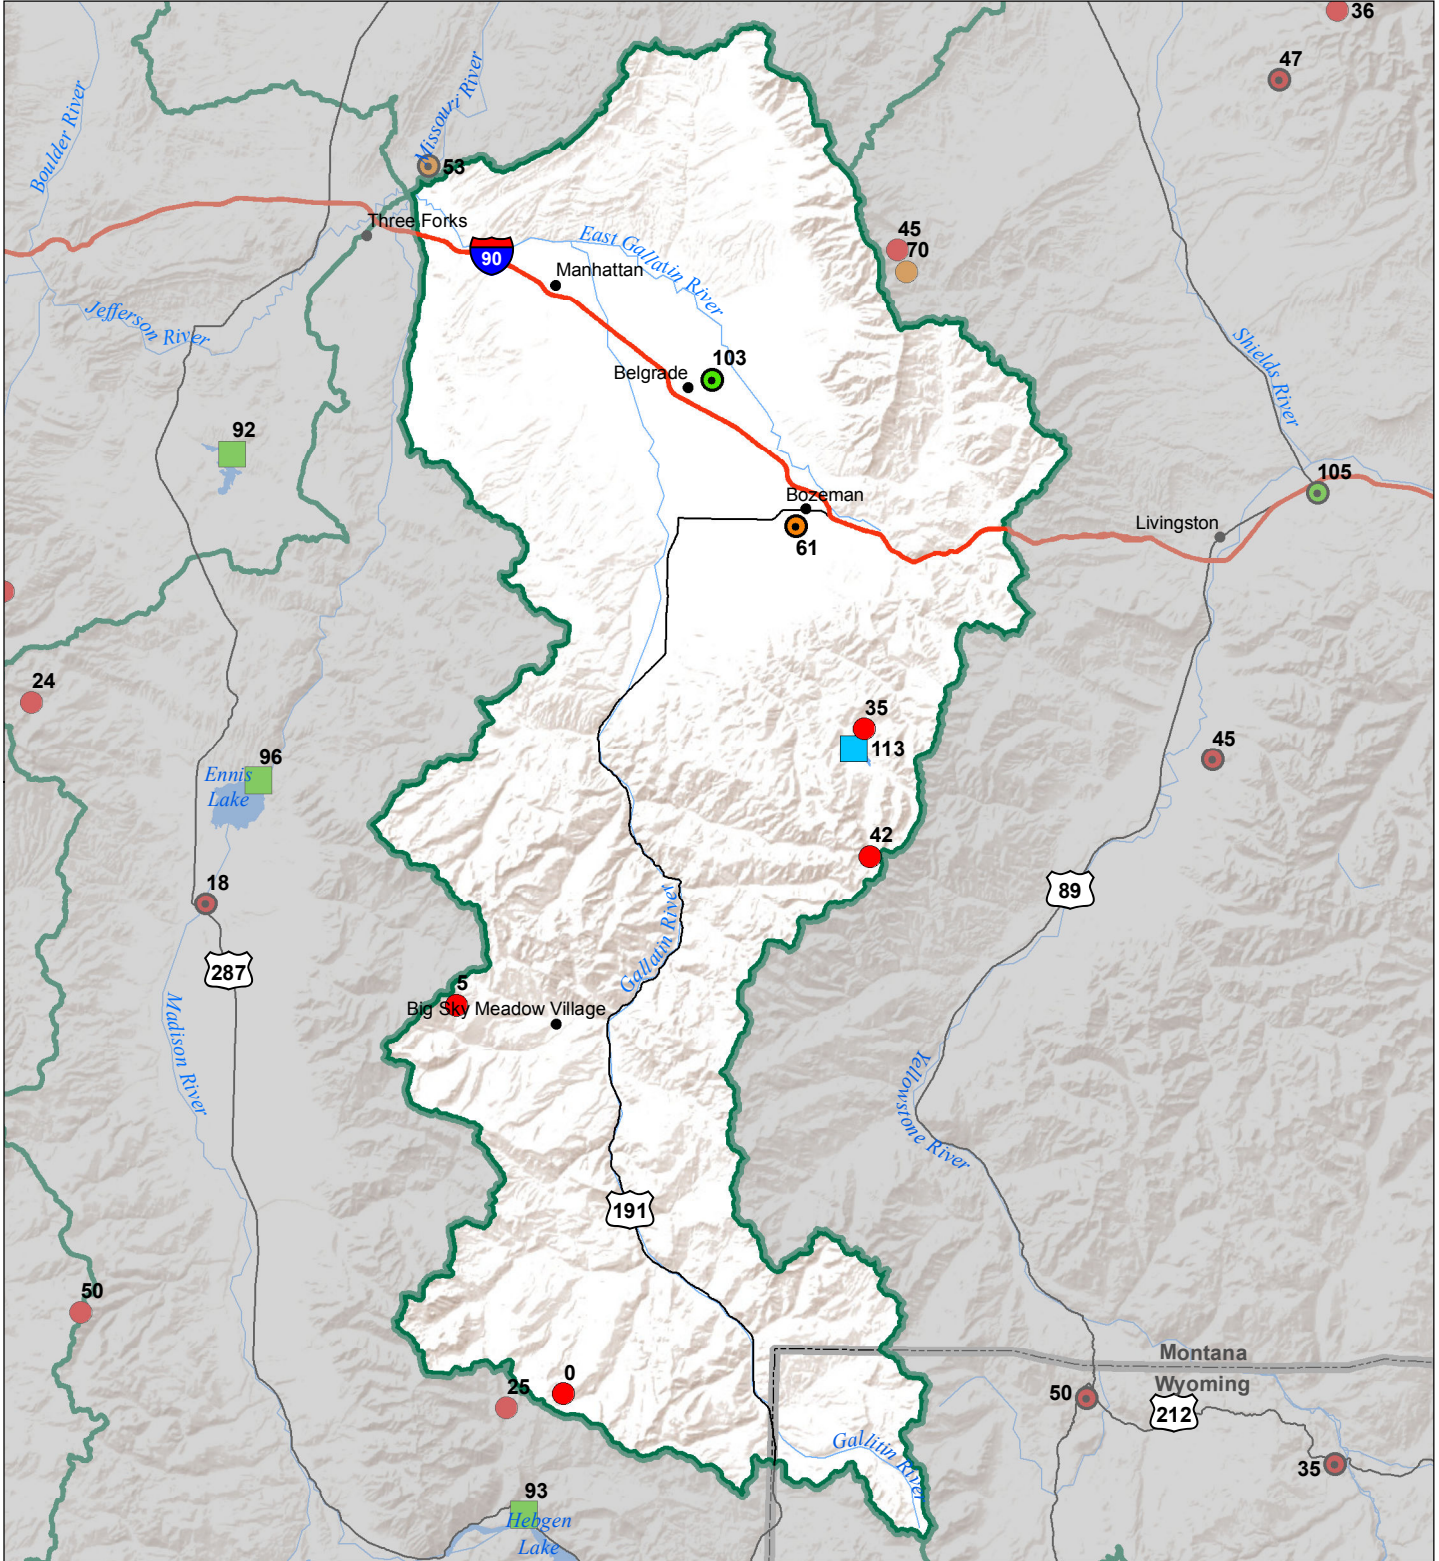 36
47
Missouri River
Boulder River
53
Three Forks
45
70
East Gallatin River
90
Manhattan
Jefferson River
Shields River
103
Belgrade
92
105
Bozeman
Livingston
61
24
35
113
45
96
Ennis
Lake
42
18
89
Gallatin River
287
5
Big Sky Meadow Village
Madison River
Yellowstone River
191
50
Montana
Wyoming
0
25
50
212
Gallitin River
35
93
Hebgen
Lake